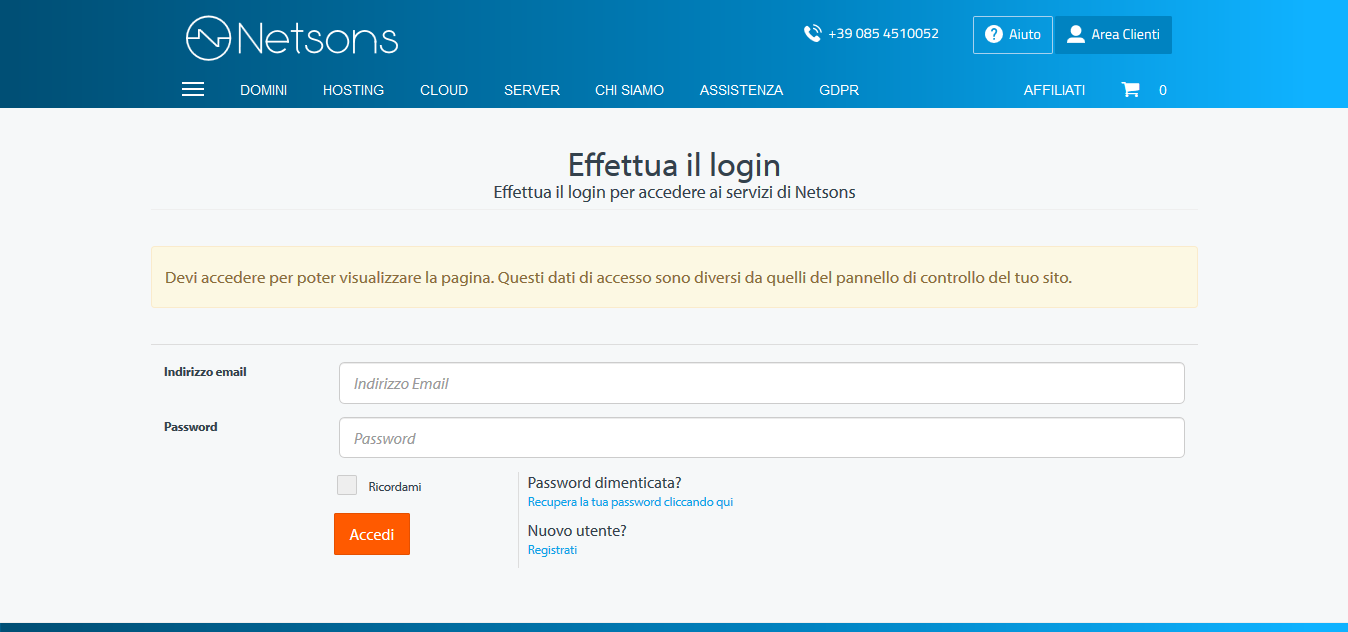 Netsons
+39 085 4510052
Aiuto
Area Clienti
DOMINI HOSTING CLOUD SERVER CHI SIAMO ASSISTENZA GDPR AFFILIATI 0
Effettua il login
Effettua il login per accedere ai servizi di Netsons
Devi accedere per poter visualizzare la pagina. Questi dati di accesso sono diversi da quelli del pannello di controllo del tuo sito.
Indirizzo email
Indirizzo Email
Password
Password
Ricordami
Accedi
Password dimenticata?
Recupera la tua password cliccando qui
Nuovo utente?
Registrati